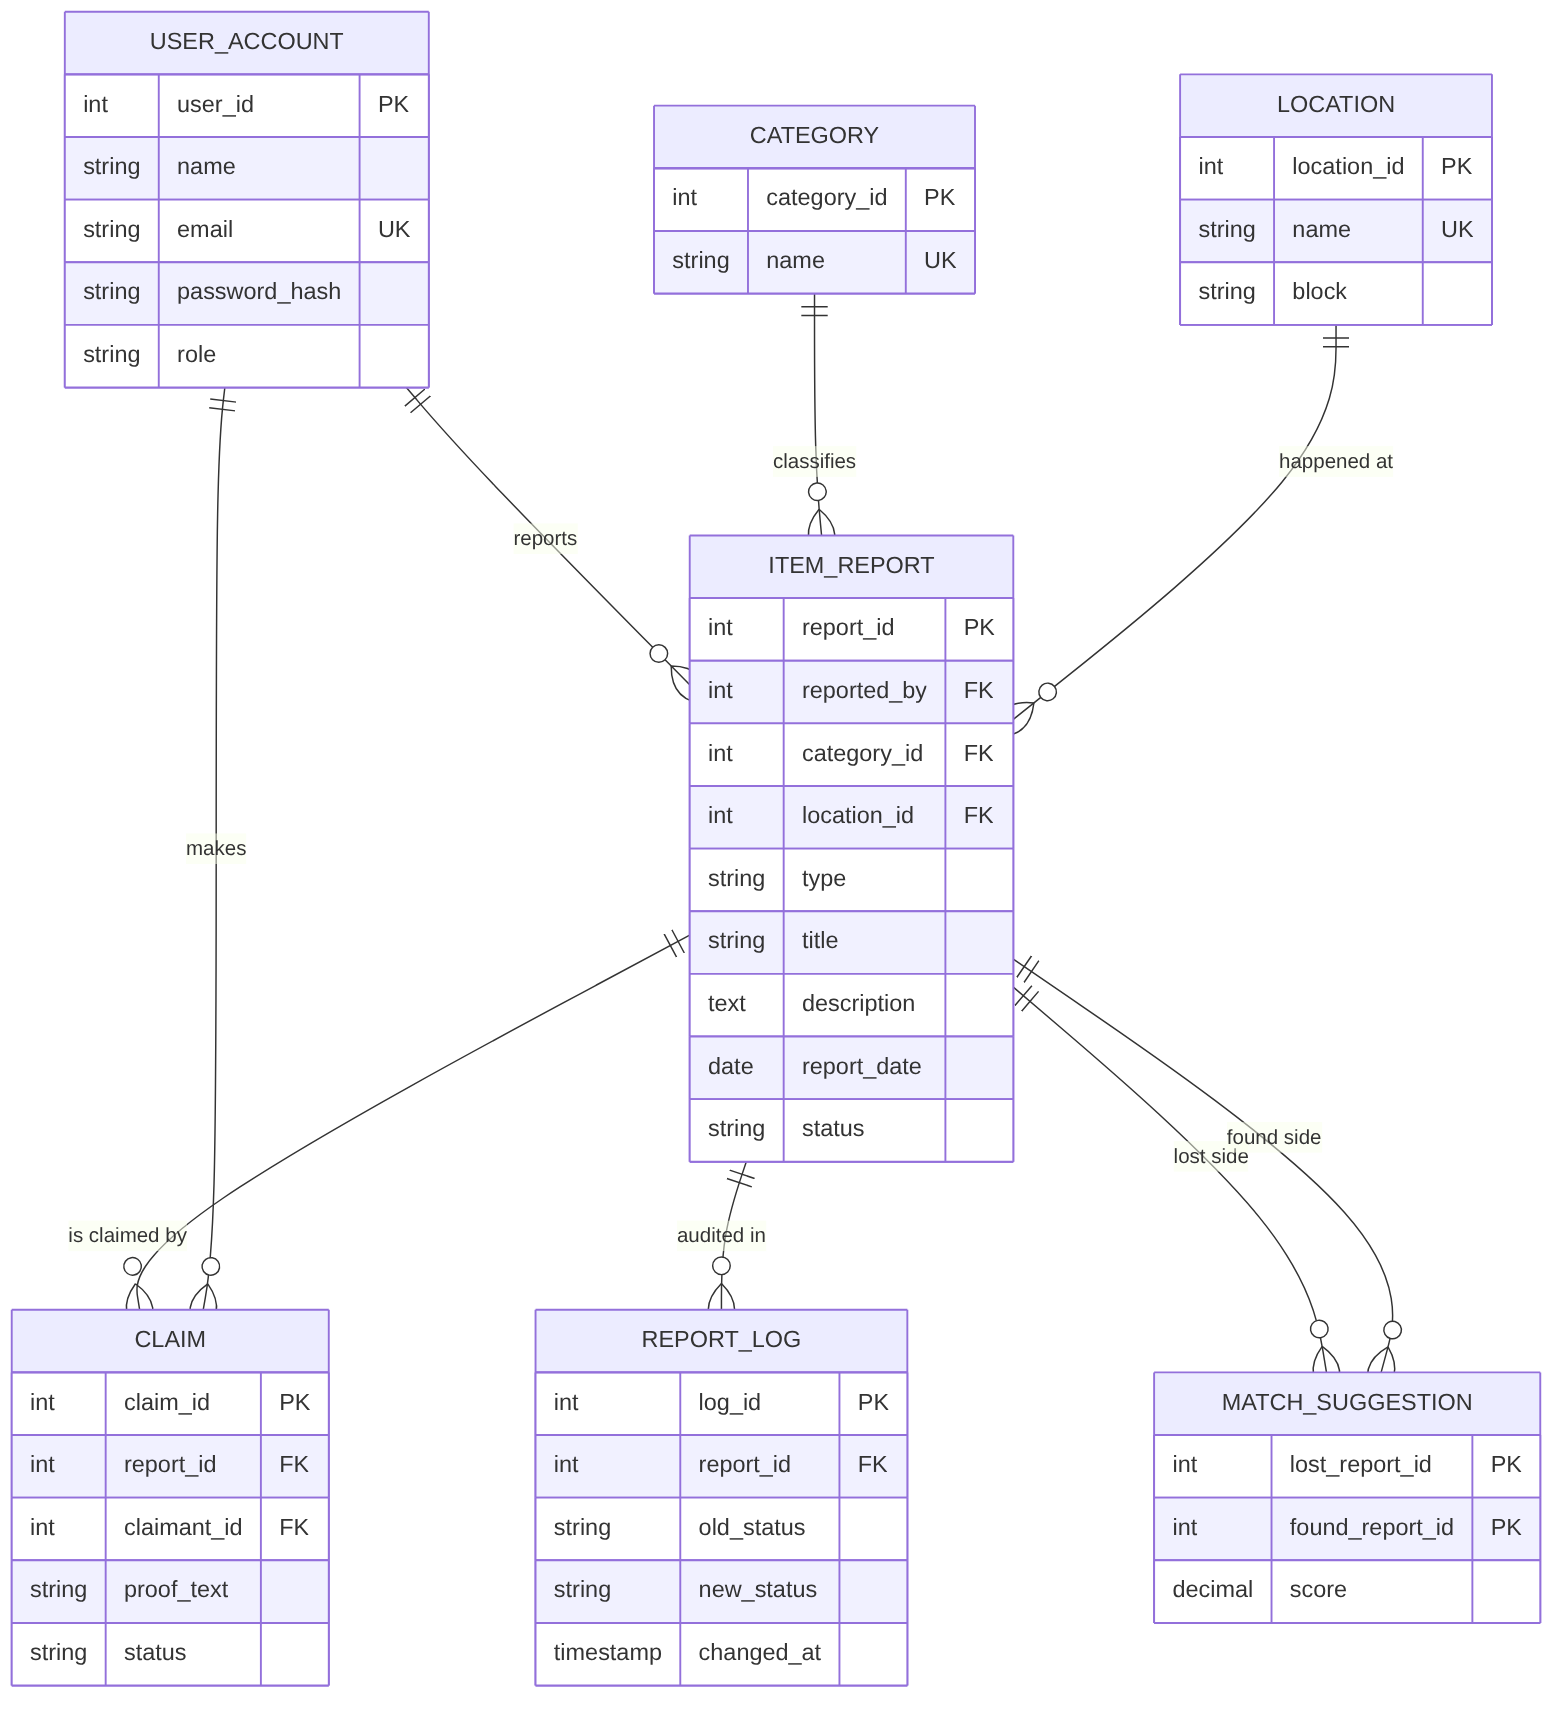 USER_ACCOUNT
int user_id PK
string name
string email UK
string password_hash
string role
CATEGORY
int category_id PK
string name UK
LOCATION
int location_id PK
string name UK
string block
classifies
happened at
reports
ITEM_REPORT
int report_id PK
int reported_by FK
int category_id FK
int location_id FK
string type
string title
text description
date report_date
string status
makes
found side
lost side
is claimed by
audited in
CLAIM
int claim_id PK
int report_id FK
int claimant_id FK
string proof_text
string status
REPORT_LOG
int log_id PK
int report_id FK
string old_status
string new_status
timestamp changed_at
MATCH_SUGGESTION
int lost_report_id PK
int found_report_id PK
decimal score